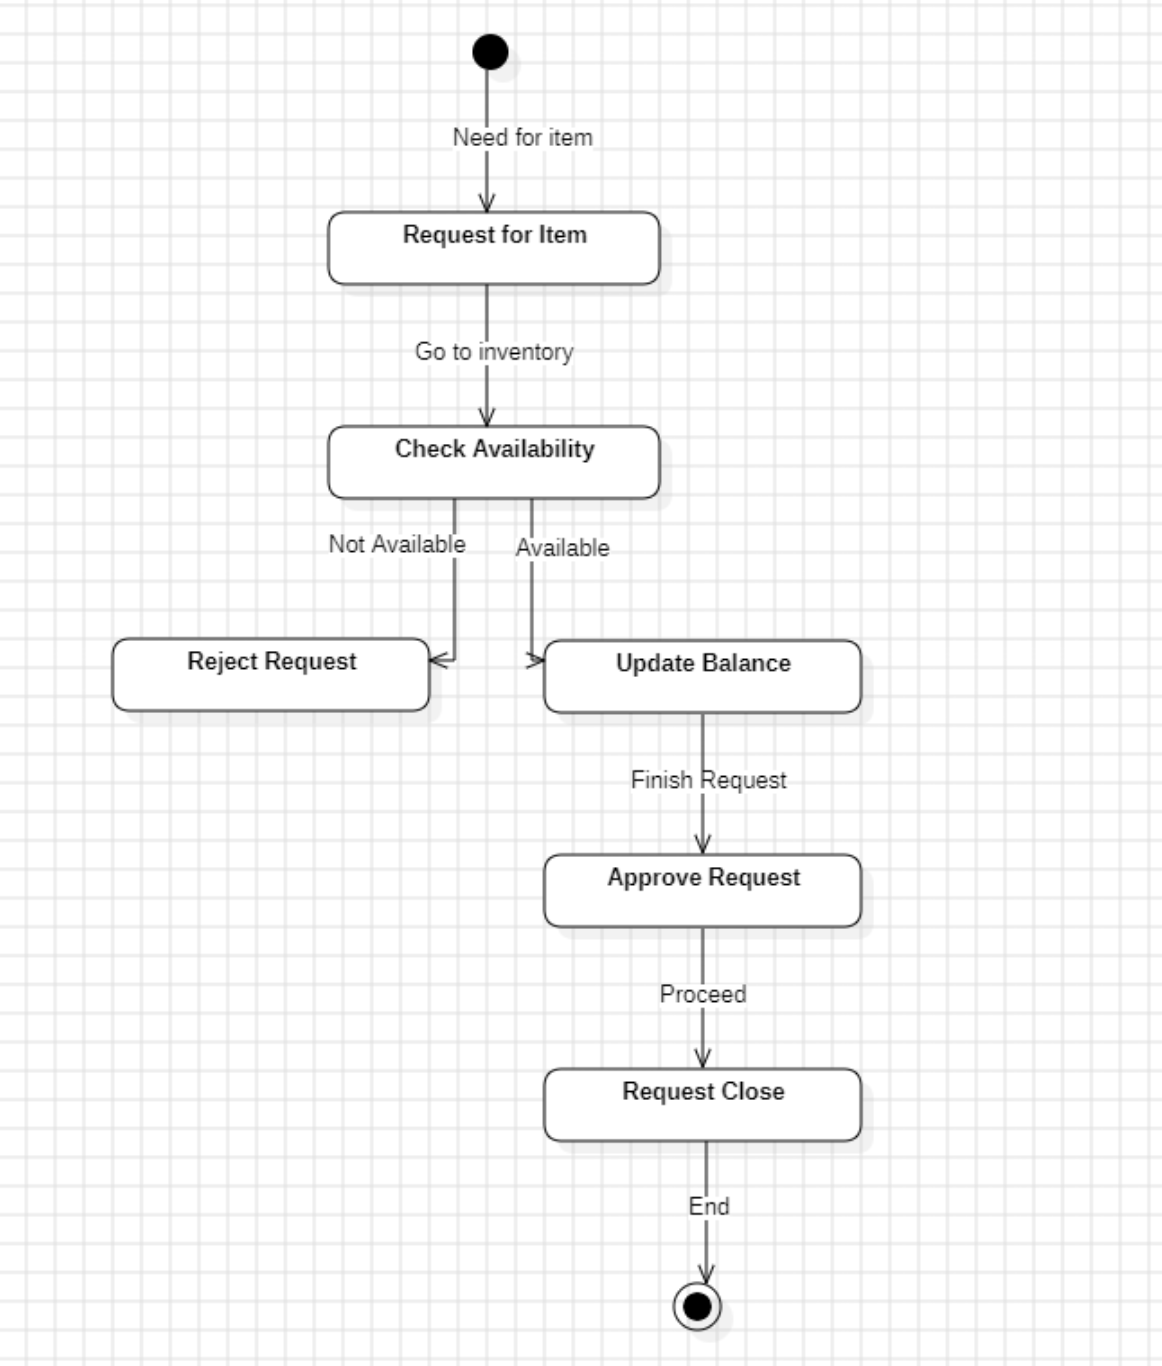 Need for item
Request for Item
Go to inventory
Check Availability
Not Available
Available
Reject Request
Update Balance
Finish Request
Approve Request
Proceed
Request Close
End